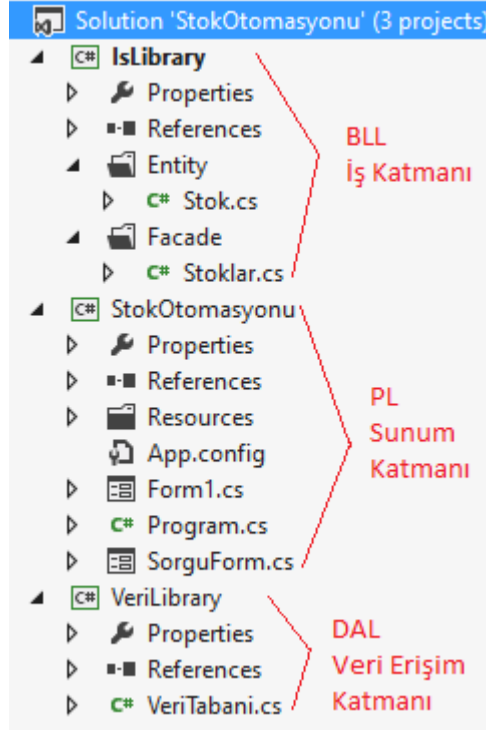 Solution 'StokOtomasyonu' (3 projects)
C# IsLibrary
Properties
References
Entity
C# Stok.cs
Facade
C# Stoklar.cs
BLL
İş Katmanı
C# StokOtomasyonu
Properties
References
Resources
App.config
Form1.cs
C# Program.cs
SorguForm.cs
PL
Sunum
Katmanı
C# VeriLibrary
Properties
References
C# VeriTabani.cs
DAL
Veri Erişim
Katmanı